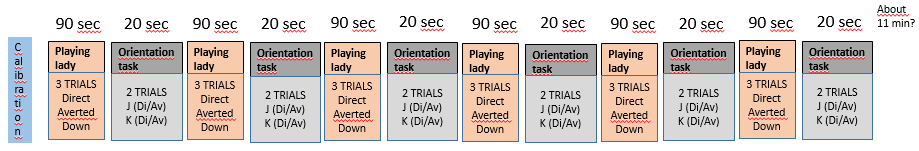 90 sec 20 sec 90 sec 20 sec 90 sec 20 sec 90 sec 20 sec 90 sec 20 sec 90 sec 20 sec
About
11 min?
C
al
ib
ra
ti
o
n
Playing
lady
3 TRIALS
Direct
Averted
Down
Orientation
task
2 TRIALS
J (Di/Av)
K (Di/Av)
Playing
lady
3 TRIALS
Direct
Averted
Down
Orientation
task
2 TRIALS
J (Di/Av)
K (Di/Av)
Playing
lady
3 TRIALS
Direct
Averted
Down
Orientation
task
2 TRIALS
J (Di/Av)
K (Di/Av)
Playing
lady
3 TRIALS
Direct
Averted
Down
Orientation
task
2 TRIALS
J (Di/Av)
K (Di/Av)
Playing
lady
3 TRIALS
Direct
Averted
Down
Orientation
task
2 TRIALS
J (Di/Av)
K (Di/Av)
Playing
lady
3 TRIALS
Direct
Averted
Down
Orientation
task
2 TRIALS
J (Di/Av)
K (Di/Av)